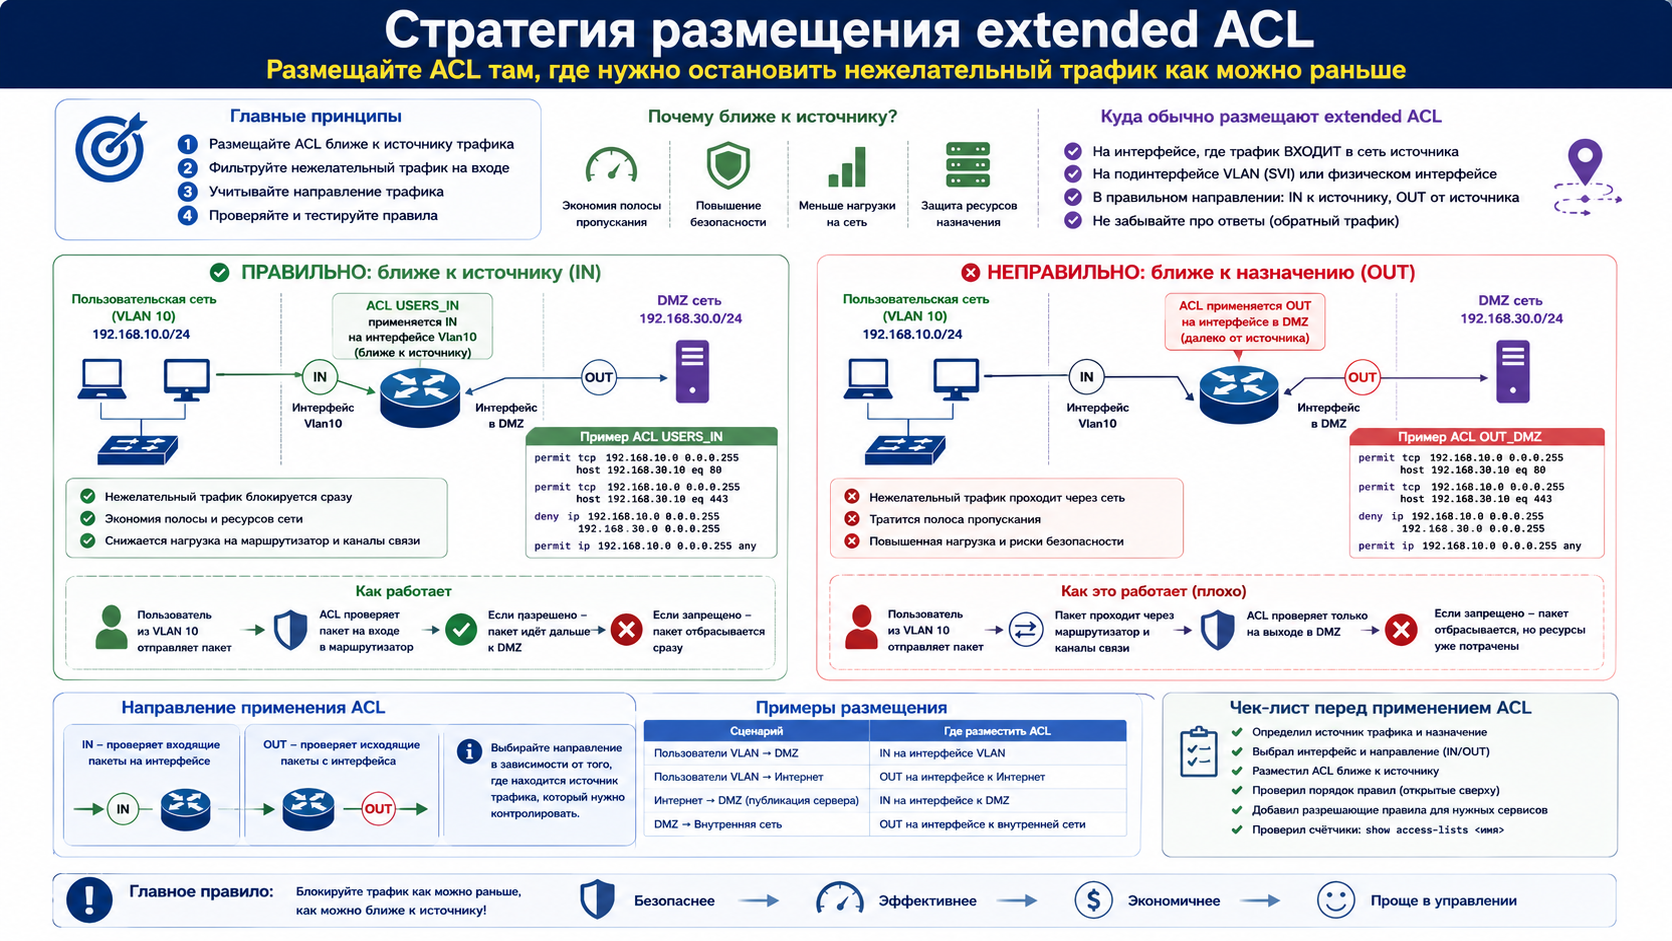 Стратегия размещения extended ACL
Размещайте ACL там, где нужно остановить нежелательный трафик как можно раньше
Главные принципы
1 Размещайте ACL ближе к источнику трафика
2 Фильтруйте нежелательный трафик на входе
3 Учитывайте направление трафика
4 Проверяйте и тестируйте правила
Почему ближе к источнику?
Экономия полосы
пропускания
Повышение
безопасности
Меньше нагрузки
на сеть
Защита ресурсов
назначения
Куда обычно размещают extended ACL
На интерфейсе, где трафик ВХОДИТ в сеть источника
На подинтерфейсе VLAN (SVI) или физическом интерфейсе
В правильном направлении: IN к источнику, OUT от источника
Не забывайте про ответы (обратный трафик)
ПРАВИЛЬНО: ближе к источнику (IN)
Пользовательская сеть
(VLAN 10)
192.168.10.0/24
ACL USERS_IN
применяется IN
на интерфейсе Vlan10
(ближе к источнику)
DMZ сеть
192.168.30.0/24
IN
OUT
Интерфейс
Vlan10
Интерфейс
в DMZ
Пример ACL USERS_IN
permit tcp 192.168.10.0 0.0.0.255
host 192.168.30.10 eq 80
permit tcp 192.168.10.0 0.0.0.255
host 192.168.30.10 eq 443
deny ip 192.168.10.0 0.0.0.255
192.168.30.0 0.0.0.255
permit ip 192.168.10.0 0.0.0.255 any
Нежелательный трафик блокируется сразу
Экономия полосы и ресурсов сети
Снижается нагрузка на маршрутизатор и каналы связи
Как работает
Пользователь
из VLAN 10
отправляет пакет
ACL проверяет
пакет на входе
в маршрутизатор
Если разрешено –
пакет идёт дальше
к DMZ
Если запрещено –
пакет отбрасывается
сразу
НЕПРАВИЛЬНО: ближе к назначению (OUT)
Пользовательская сеть
(VLAN 10)
192.168.10.0/24
ACL применяется OUT
на интерфейсе в DMZ
(далеко от источника)
DMZ сеть
192.168.30.0/24
IN
OUT
Интерфейс
Vlan10
Интерфейс
в DMZ
Пример ACL OUT_DMZ
permit tcp 192.168.10.0 0.0.0.255
host 192.168.30.10 eq 80
permit tcp 192.168.10.0 0.0.0.255
host 192.168.30.10 eq 443
deny ip 192.168.10.0 0.0.0.255
192.168.30.0 0.0.0.255
permit ip 192.168.10.0 0.0.0.255 any
Нежелательный трафик проходит через сеть
Тратится полоса пропускания
Повышенная нагрузка и риски безопасности
Как это работает (плохо)
Пользователь
из VLAN 10
отправляет пакет
Пакет проходит через
маршрутизатор и
каналы связи
ACL проверяет только
на выходе в DMZ
Если запрещено – пакет
отбрасывается, но ресурсы
уже потрачены
Направление применения ACL
IN – проверяет входящие
пакеты на интерфейсе
IN
OUT – проверяет исходящие
пакеты с интерфейса
OUT
Выбирайте направление
в зависимости от того,
где находится источник
трафика, который нужно
контролировать.
Примеры размещения
Сценарий Где разместить ACL
Пользователи VLAN → DMZ IN на интерфейсе VLAN
Пользователи VLAN → Интернет OUT на интерфейсе к Интернет
Интернет → DMZ (публикация сервера) IN на интерфейсе к DMZ
DMZ → Внутренняя сеть OUT на интерфейсе к внутренней сети
Чек-лист перед применением ACL
Определил источник трафика и назначение
Выбрал интерфейс и направление (IN/OUT)
Разместил ACL ближе к источнику
Проверил порядок правил (открытые сверху)
Добавил разрешающие правила для нужных сервисов
Проверил счётчики: show access-lists <имя>
Главное правило:
Блокируйте трафик как можно раньше,
как можно ближе к источнику!
Безопаснее
Эффективнее
Экономичнее
Проще в управлении